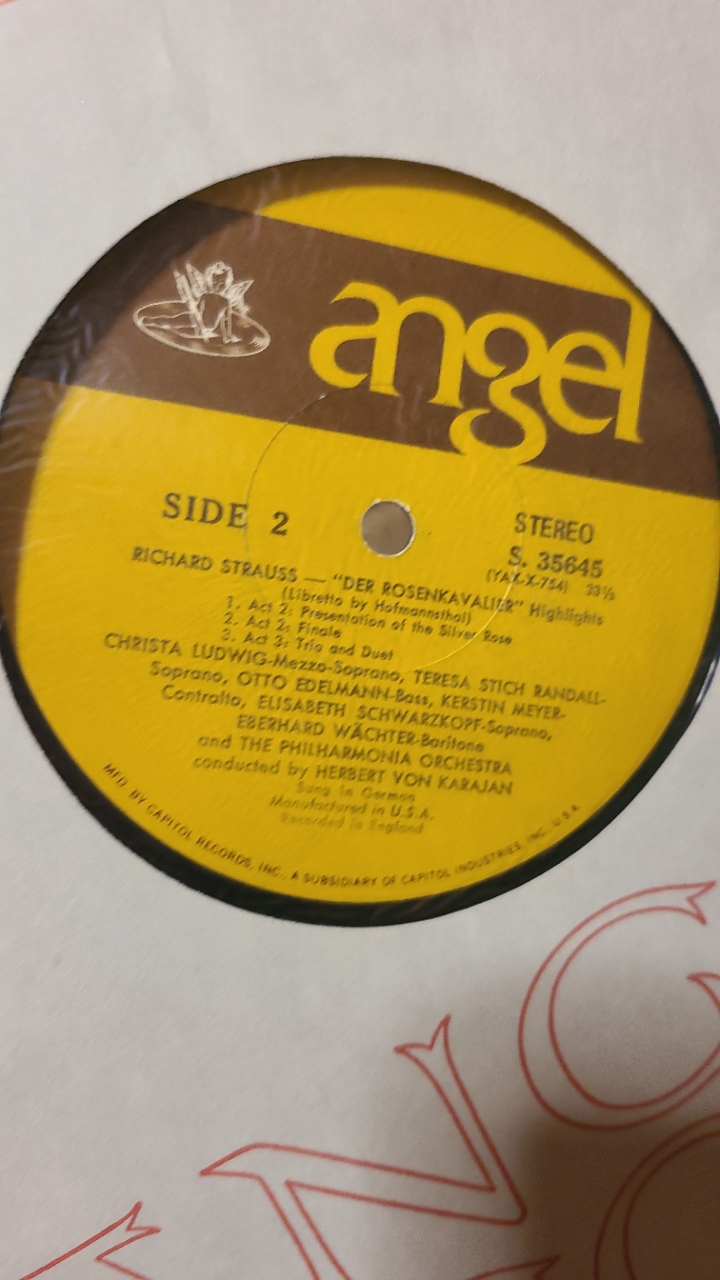 angel
SIDE 2
STEREO
S. 35645
(YAX-X-754) 33⅓
RICHARD STRAUSS — "DER ROSENKAVALIER" Highlights
(Libretto by Hofmannsthal)
1. Act 2: Presentation of the Silver Rose
2. Act 2: Finale
3. Act 3: Trio and Duet
CHRISTA LUDWIG-Mezzo-Soprano, TERESA STICH RANDALL-
Soprano, OTTO EDELMANN-Bass, KERSTIN MEYER-
Contralto, ELISABETH SCHWARZKOPF-Soprano,
EBERHARD WÄCHTER-Baritone
and THE PHILHARMONIA ORCHESTRA
conducted by HERBERT VON KARAJAN
Sung in German
Manufactured in U.S.A.
Recorded in England
MFD. BY CAPITOL RECORDS, INC., A SUBSIDIARY OF CAPITOL INDUSTRIES, INC., U.S.A.